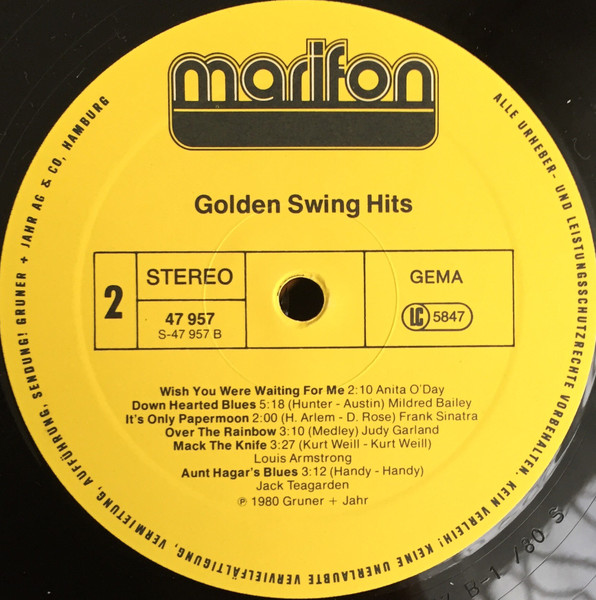 marifon
Golden Swing Hits
2
STEREO
47 957
S-47 957 B
GEMA
LC 5847
Wish You Were Waiting For Me 2:10 Anita O'Day
Down Hearted Blues 5:18 (Hunter - Austin) Mildred Bailey
It's Only Papermoon 2:00 (H. Arlem - D. Rose) Frank Sinatra
Over The Rainbow 3:10 (Medley) Judy Garland
Mack The Knife 3:27 (Kurt Weill - Kurt Weill)
Louis Armstrong
Aunt Hagar's Blues 3:12 (Handy - Handy)
Jack Teagarden
℗ 1980 Gruner + Jahr
ALLE URHEBER- UND LEISTUNGSSCHUTZRECHTE VORBEHALTEN. KEIN VERLEIH! KEINE UNERLAUBTE VERVIELFÄLTIGUNG, VERMIETUNG, AUFFÜHRUNG, SENDUNG! GRUNER + JAHR AG & CO, HAMBURG
B-1 /80 S